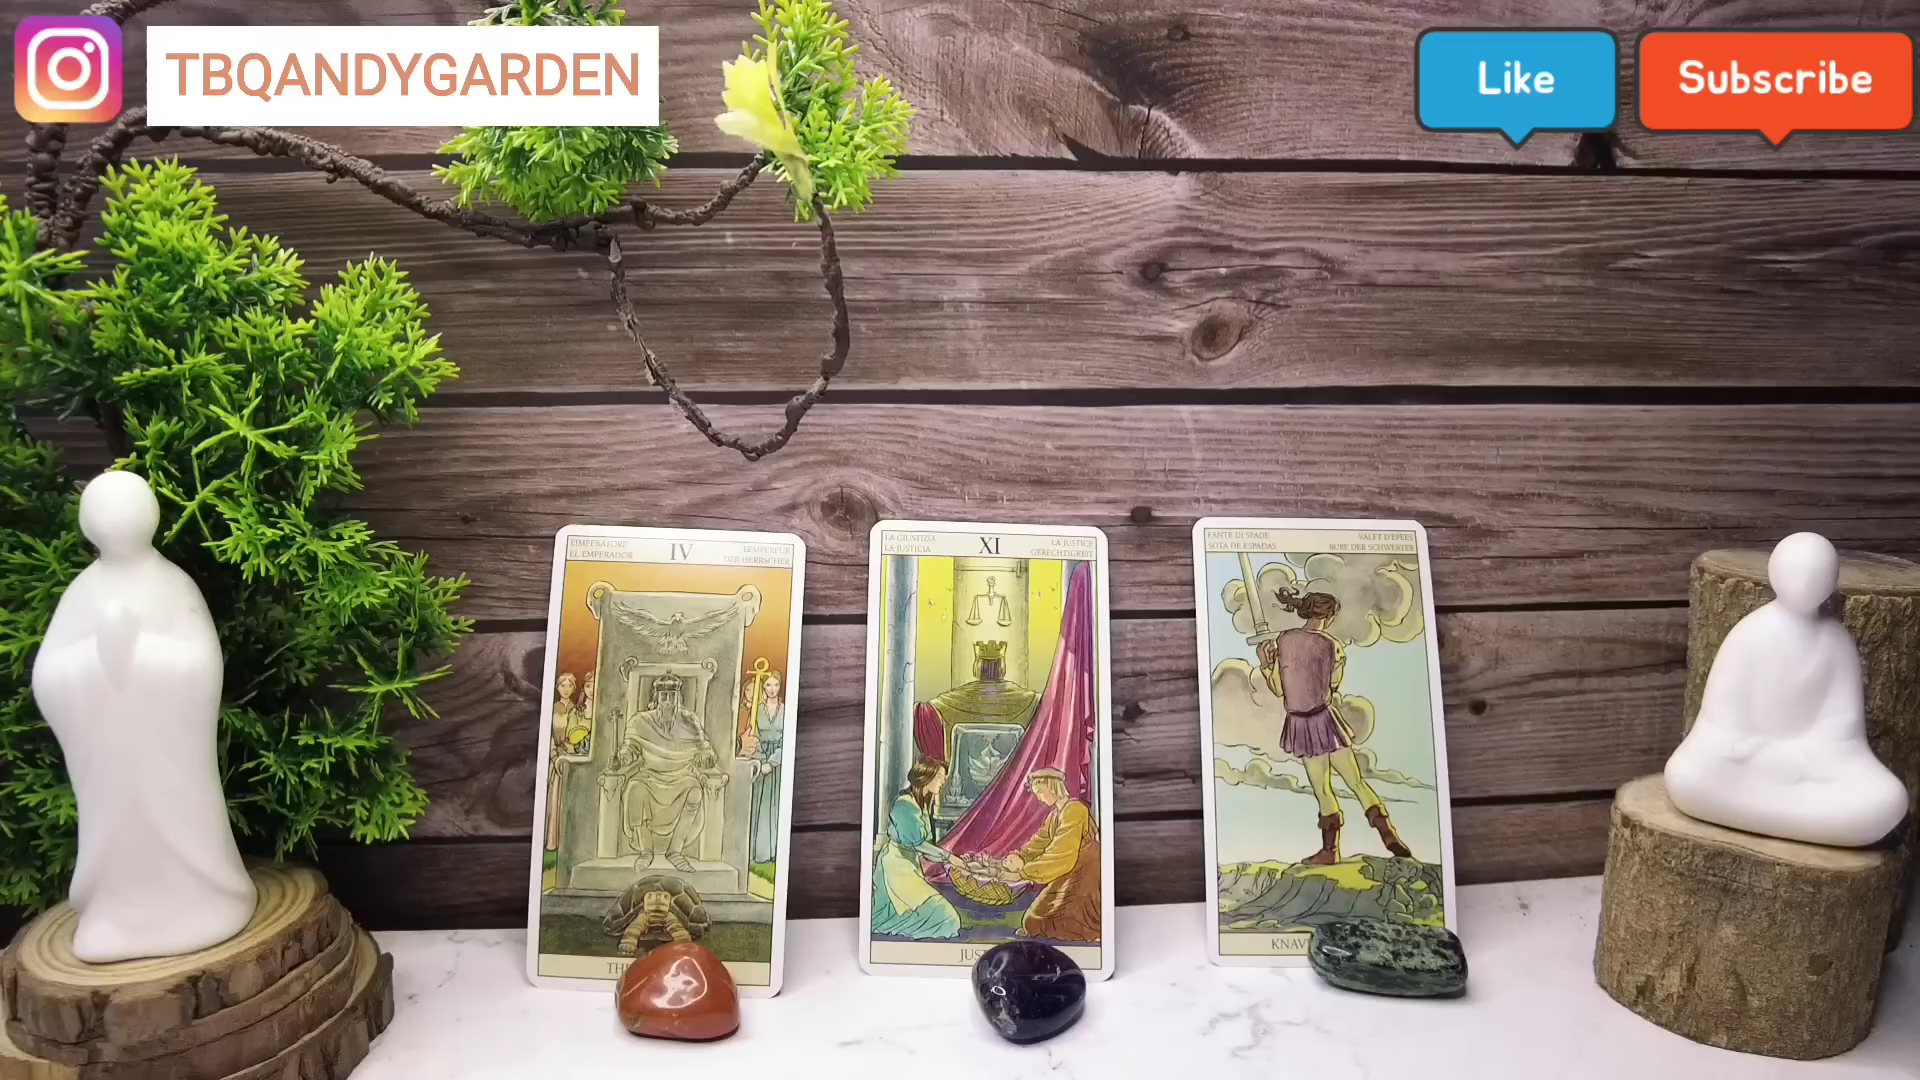 TBQANDYGARDEN
Like
Subscribe
L'IMPERATORE
EL EMPERADOR
IV
L'EMPEREUR
DER HERRSCHER
LA GIUSTIZIA
LA JUSTICIA
XI
LA JUSTICE
GERECHTIGKEIT
FANTE DI SPADE
SOTA DE ESPADAS
VALET D'EPEES
BUBE DER SCHWERTER